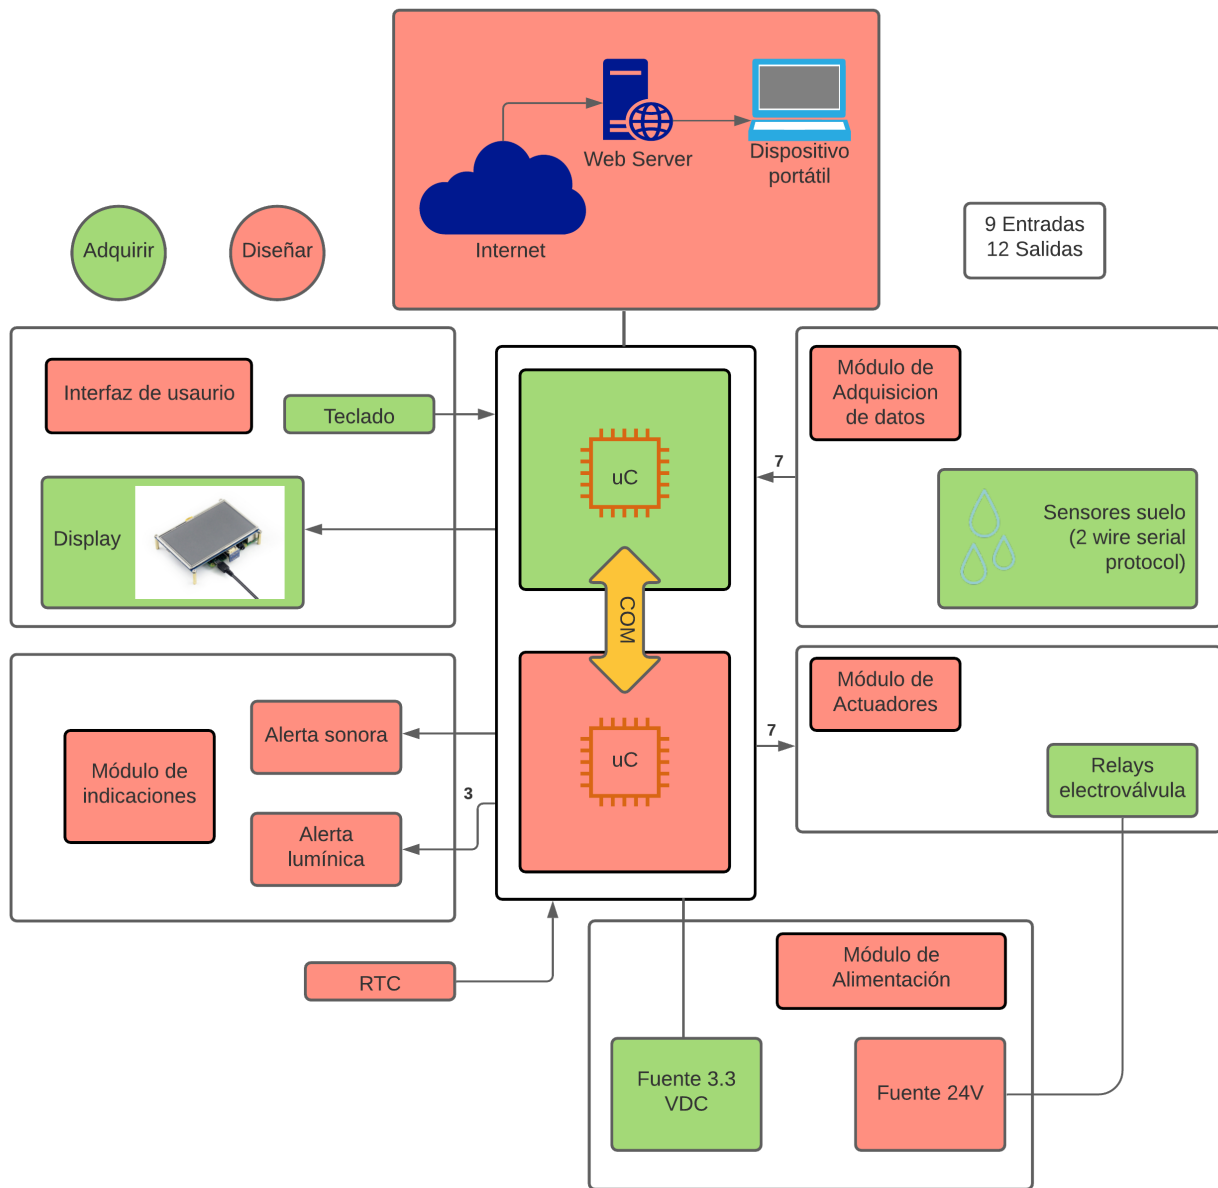 Web Server
Dispositivo
portátil
Internet
Adquirir
Diseñar
9 Entradas
12 Salidas
Interfaz de usaurio
Teclado
Display
uC
COM
uC
7
Módulo de
Adquisicion
de datos
Sensores suelo
(2 wire serial
protocol)
Módulo de
indicaciones
Alerta sonora
Alerta
lumínica
3
7
Módulo de
Actuadores
Relays
electroválvula
RTC
Módulo de
Alimentación
Fuente 3.3
VDC
Fuente 24V